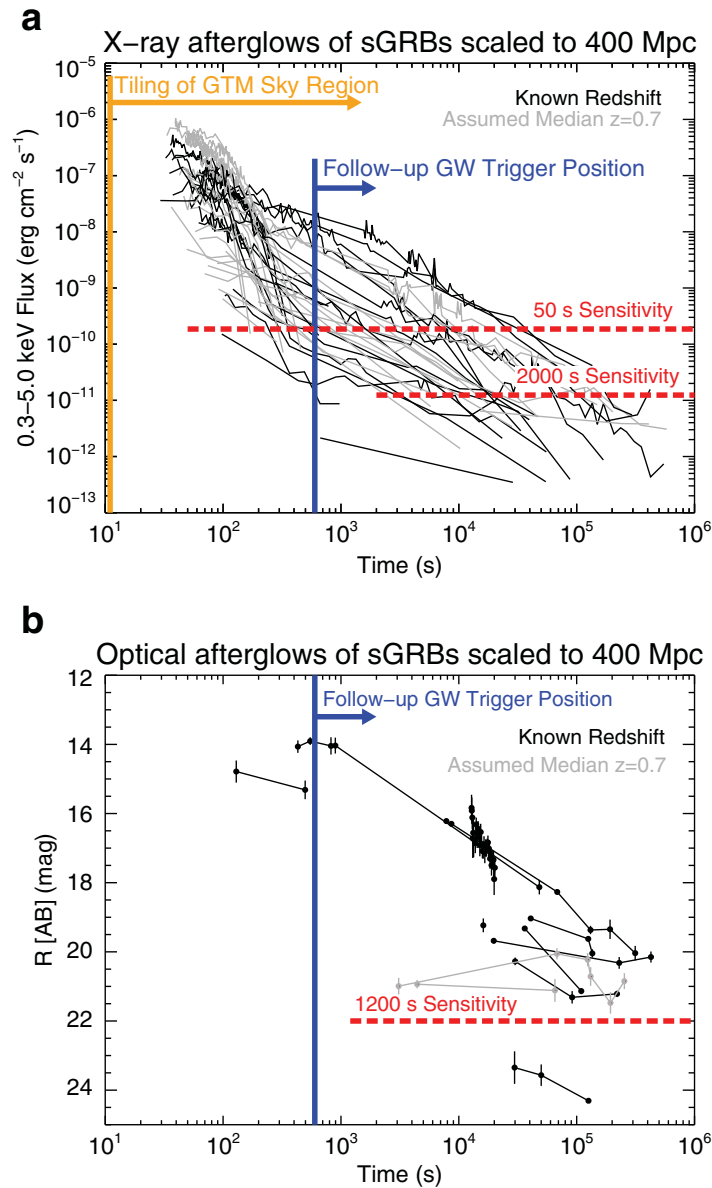 a
X-ray afterglows of sGRBs scaled to 400 Mpc
10⁻⁵
10⁻⁶
10⁻⁷
10⁻⁸
10⁻⁹
10⁻¹⁰
10⁻¹¹
10⁻¹²
10⁻¹³
0.3–5.0 keV Flux (erg cm⁻² s⁻¹)
Tiling of GTM Sky Region
Known Redshift
Assumed Median z=0.7
Follow-up GW Trigger Position
50 s Sensitivity
2000 s Sensitivity
10¹ 10² 10³ 10⁴ 10⁵ 10⁶
Time (s)
b
Optical afterglows of sGRBs scaled to 400 Mpc
12
14
16
18
20
22
24
R [AB] (mag)
Follow-up GW Trigger Position
Known Redshift
Assumed Median z=0.7
1200 s Sensitivity
10¹ 10² 10³ 10⁴ 10⁵ 10⁶
Time (s)